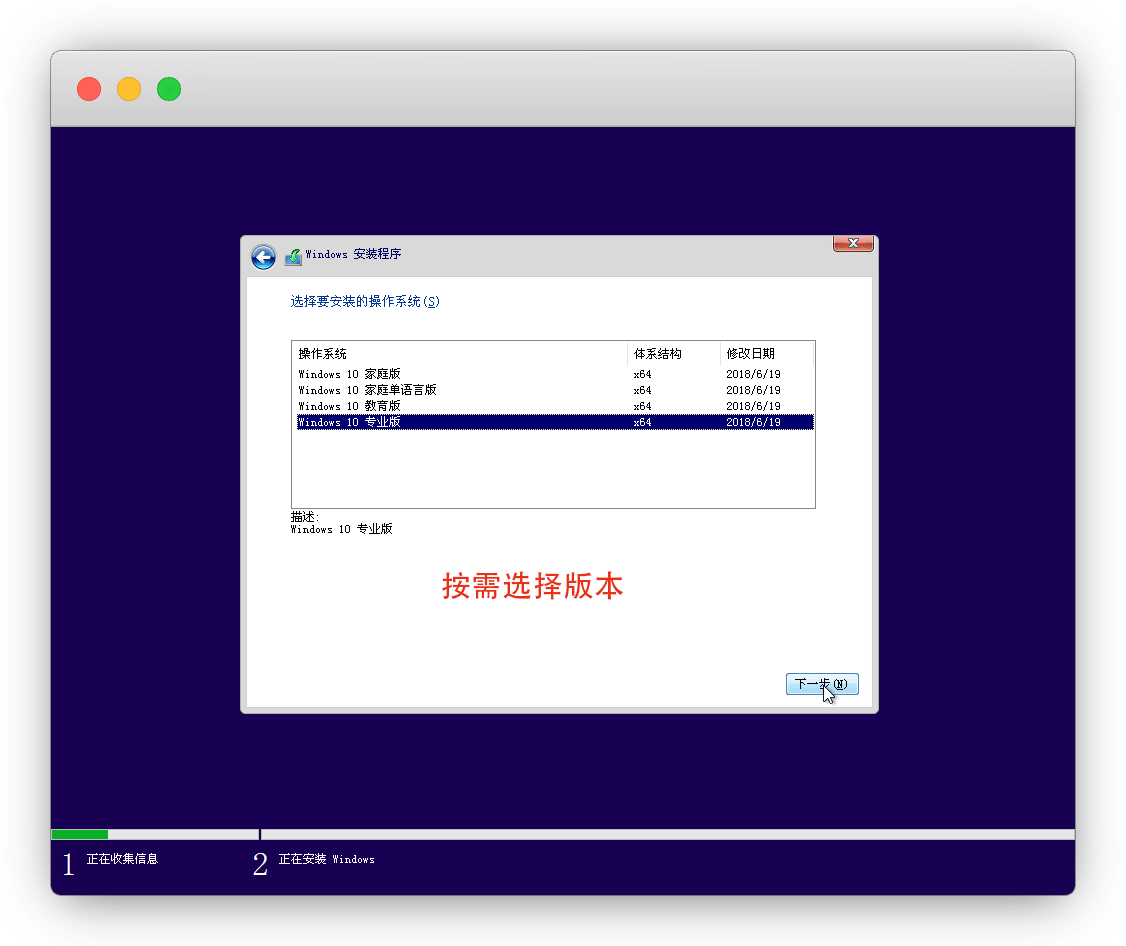 Windows 安装程序
选择要安装的操作系统(S)
操作系统 体系结构 修改日期
Windows 10 家庭版 x64 2018/6/19
Windows 10 家庭单语言版 x64 2018/6/19
Windows 10 教育版 x64 2018/6/19
Windows 10 专业版 x64 2018/6/19
描述:
Windows 10 专业版
按需选择版本
下一步(N)
1 正在收集信息 2 正在安装 Windows